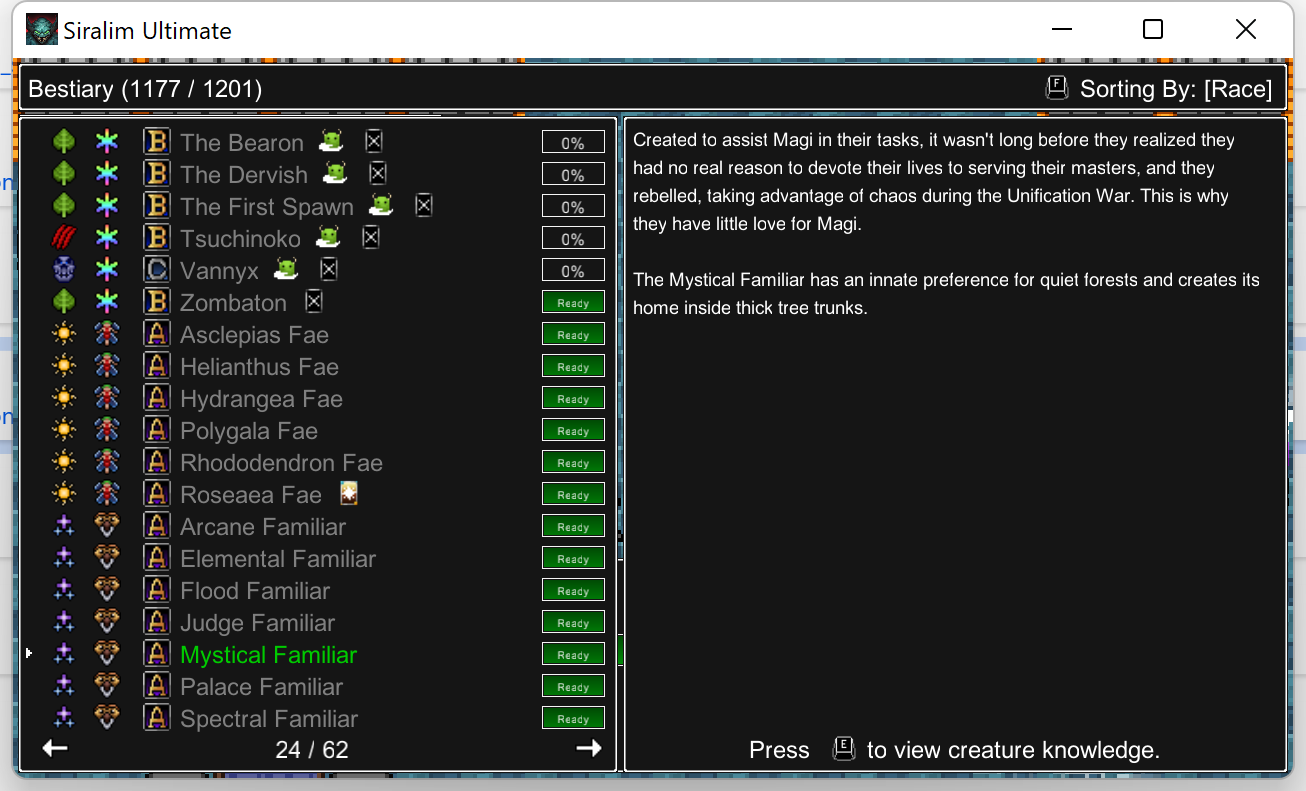 Siralim Ultimate
Bestiary (1177 / 1201)
F Sorting By: [Race]
B The Bearon 0%
B The Dervish 0%
B The First Spawn 0%
B Tsuchinoko 0%
C Vannyx 0%
B Zombaton Ready
A Asclepias Fae Ready
A Helianthus Fae Ready
A Hydrangea Fae Ready
A Polygala Fae Ready
A Rhododendron Fae Ready
A Roseaea Fae Ready
A Arcane Familiar Ready
A Elemental Familiar Ready
A Flood Familiar Ready
A Judge Familiar Ready
A Mystical Familiar Ready
A Palace Familiar Ready
A Spectral Familiar Ready
24 / 62
Created to assist Magi in their tasks, it wasn't long before they realized they
had no real reason to devote their lives to serving their masters, and they
rebelled, taking advantage of chaos during the Unification War. This is why
they have little love for Magi.
The Mystical Familiar has an innate preference for quiet forests and creates its
home inside thick tree trunks.
Press E to view creature knowledge.